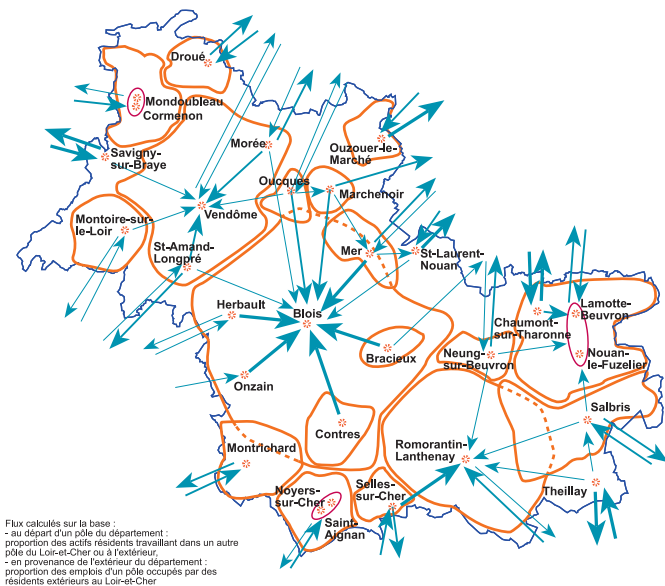 Droué
Mondoubleau
Cormenon
Savigny-
sur-Braye
Morée
Ouzouer-le-
Marché
Oucques
Marchenoir
Vendôme
Montoire-sur-
le-Loir
St-Amand-
Longpré
Mer
St-Laurent-
Nouan
Herbault
Blois
Lamotte-
Beuvron
Chaumont-
sur-Tharonne
Bracieux
Neung-
sur-Beuvron
Nouan-
le-Fuzelier
Onzain
Contres
Salbris
Montrichard
Romorantin-
Lanthenay
Noyers-
sur-Cher
Selles-
sur-Cher
Theillay
Saint-
Aignan
Flux calculés sur la base :
- au départ d'un pôle du département :
proportion des actifs résidents travaillant dans un autre
pôle du Loir-et-Cher ou à l'extérieur,
- en provenance de l'extérieur du département :
proportion des emplois d'un pôle occupés par des
résidents extérieurs au Loir-et-Cher